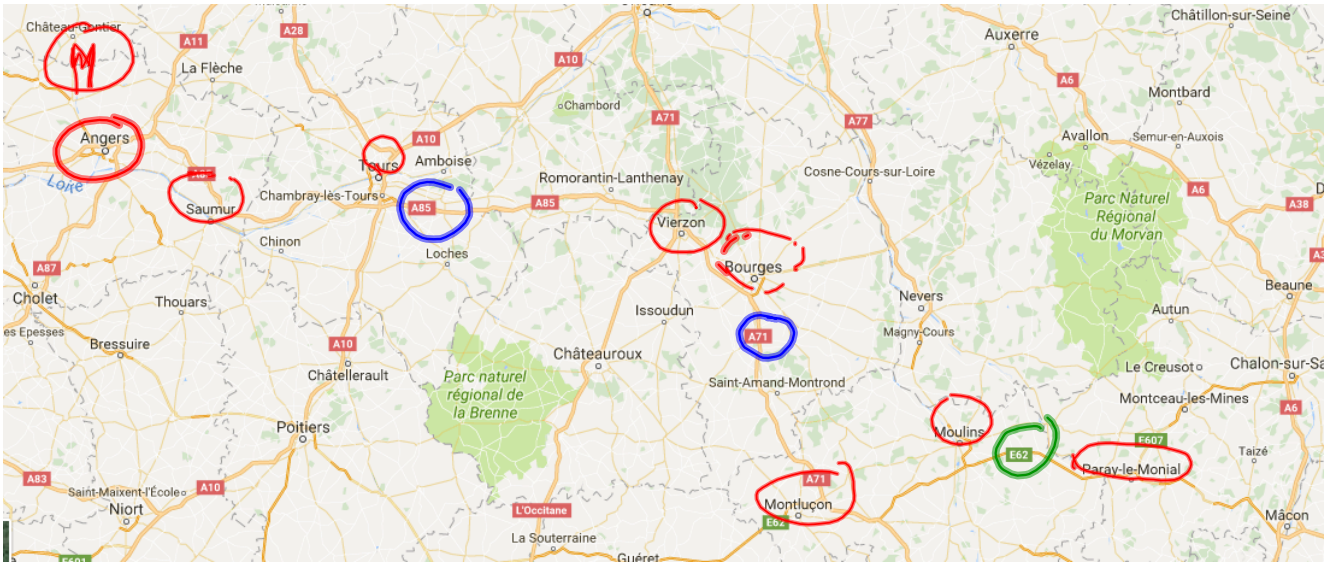 Châtillon-sur-Seine
Château-Gontier
M
A11
A28
La Flèche
A10
Auxerre
A6
Montbard
Chambord
A71
A77
Angers
Loire
Tours
A10
Amboise
Avallon
Semur-en-Auxois
Vézelay
Saumur
Chambray-lès-Tours
A85
A85
Romorantin-Lanthenay
Cosne-Cours-sur-Loire
A6
A38
Parc Naturel
Régional
du Morvan
Chinon
Loches
Vierzon
Bourges
A87
Cholet
Thouars
Issoudun
Nevers
Beaune
Autun
es Epesses
Bressuire
A10
A71
Magny-Cours
Châtellerault
Châteauroux
Saint-Amand-Montrond
Le Creusot
Chalon-sur-Sa
Parc naturel
régional de
la Brenne
Montceau-les-Mines
A6
Poitiers
Moulins
E62
E607
Taizé
Paray-le-Monial
A83
Saint-Maixent-l'École
A10
Niort
L'Occitane
A71
Montluçon
E62
Mâcon
La Souterraine
Guéret
E601